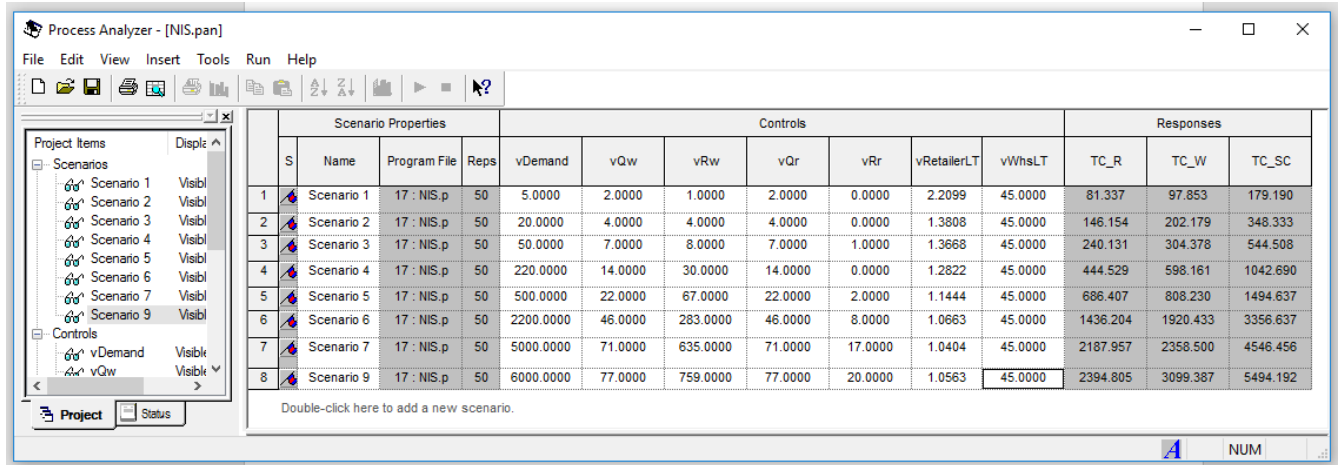 Process Analyzer - [NIS.pan]
File Edit View Insert Tools Run Help
Project Items Displa
Scenarios
Scenario 1 Visibl
Scenario 2 Visibl
Scenario 3 Visibl
Scenario 4 Visibl
Scenario 5 Visibl
Scenario 6 Visibl
Scenario 7 Visibl
Scenario 9 Visibl
Controls
vDemand Visible
vQw Visible
Project Status
Scenario Properties Controls Responses
S Name Program File Reps vDemand vQw vRw vQr vRr vRetailerLT vWhsLT TC_R TC_W TC_SC
1 Scenario 1 17 : NIS.p 50 5.0000 2.0000 1.0000 2.0000 0.0000 2.2099 45.0000 81.337 97.853 179.190
2 Scenario 2 17 : NIS.p 50 20.0000 4.0000 4.0000 4.0000 0.0000 1.3808 45.0000 146.154 202.179 348.333
3 Scenario 3 17 : NIS.p 50 50.0000 7.0000 8.0000 7.0000 1.0000 1.3668 45.0000 240.131 304.378 544.508
4 Scenario 4 17 : NIS.p 50 220.0000 14.0000 30.0000 14.0000 0.0000 1.2822 45.0000 444.529 598.161 1042.690
5 Scenario 5 17 : NIS.p 50 500.0000 22.0000 67.0000 22.0000 2.0000 1.1444 45.0000 686.407 808.230 1494.637
6 Scenario 6 17 : NIS.p 50 2200.0000 46.0000 283.0000 46.0000 8.0000 1.0663 45.0000 1436.204 1920.433 3356.637
7 Scenario 7 17 : NIS.p 50 5000.0000 71.0000 635.0000 71.0000 17.0000 1.0404 45.0000 2187.957 2358.500 4546.456
8 Scenario 9 17 : NIS.p 50 6000.0000 77.0000 759.0000 77.0000 20.0000 1.0563 45.0000 2394.805 3099.387 5494.192
Double-click here to add a new scenario.
A NUM